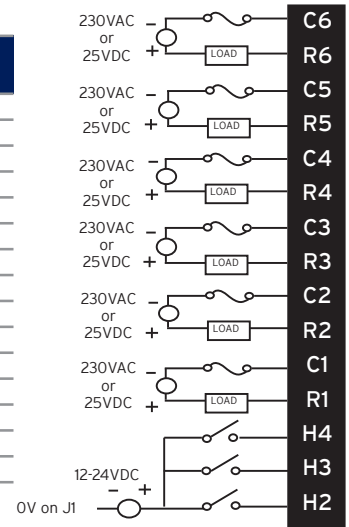 230VAC - C6
or
25VDC + LOAD R6
230VAC - C5
or
25VDC + LOAD R5
230VAC - C4
or
25VDC + LOAD R4
230VAC - C3
or
25VDC + LOAD R3
230VAC - C2
or
25VDC + LOAD R2
230VAC - C1
or
25VDC + LOAD R1
H4
12-24VDC H3
- +
0V on J1 H2